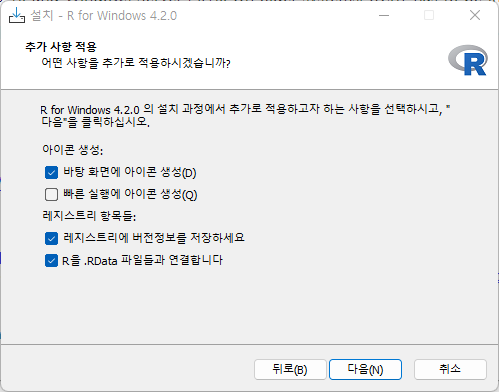 설치 - R for Windows 4.2.0
추가 사항 적용
어떤 사항을 추가로 적용하시겠습니까?
R
R for Windows 4.2.0 의 설치 과정에서 추가로 적용하고자 하는 사항을 선택하시고, "
다음"을 클릭하십시오.
아이콘 생성:
바탕 화면에 아이콘 생성(D)
빠른 실행에 아이콘 생성(Q)
레지스트리 항목들:
레지스트리에 버전정보를 저장하세요
R을 .RData 파일들과 연결합니다
뒤로(B)
다음(N)
취소